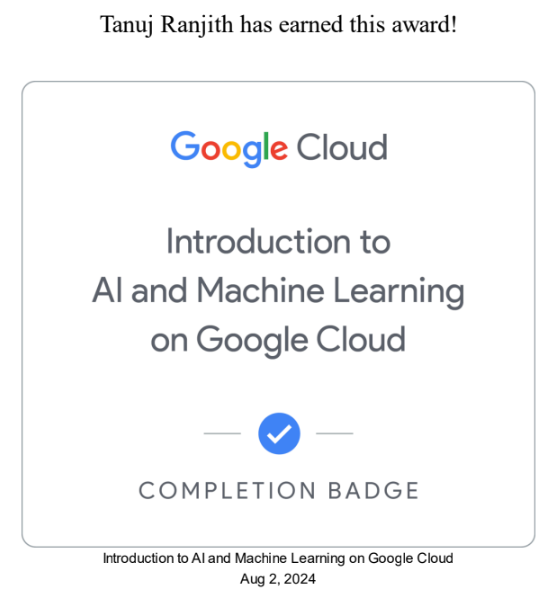 Tanuj Ranjith has earned this award!
Google Cloud
Introduction to
AI and Machine Learning
on Google Cloud
COMPLETION BADGE
Introduction to AI and Machine Learning on Google Cloud
Aug 2, 2024